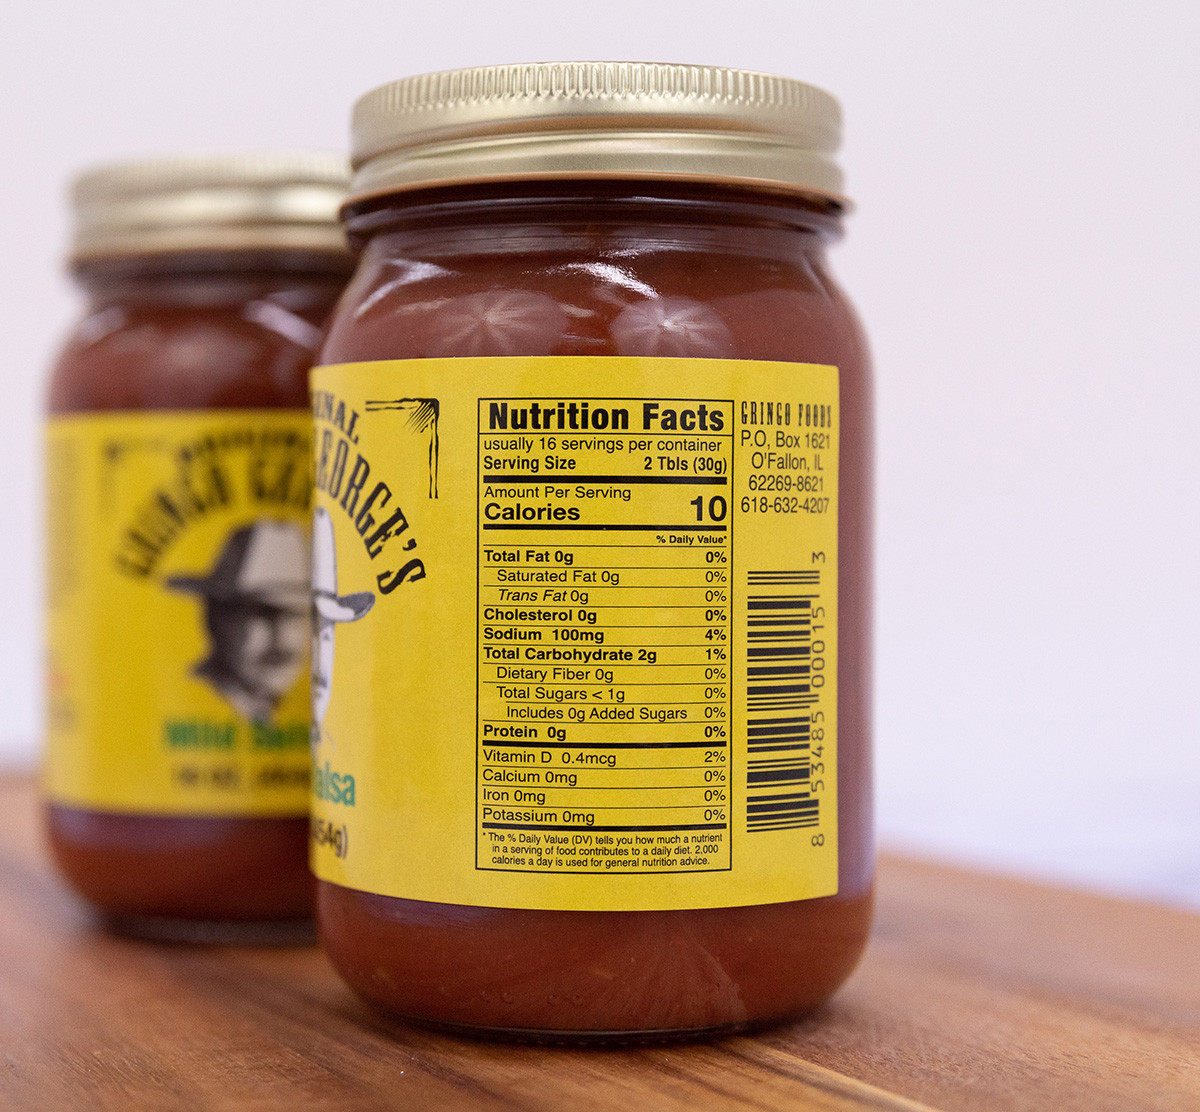 GEORGE'S
Salsa
Nutrition Facts
usually 16 servings per container
Serving Size 2 Tbls (30g)
Amount Per Serving
Calories 10
% Daily Value*
Total Fat 0g 0%
Saturated Fat 0g 0%
Trans Fat 0g 0%
Cholesterol 0g 0%
Sodium 100mg 4%
Total Carbohydrate 2g 1%
Dietary Fiber 0g 0%
Total Sugars < 1g 0%
Includes 0g Added Sugars 0%
Protein 0g 0%
Vitamin D 0.4mcg 2%
Calcium 0mg 0%
Iron 0mg 0%
Potassium 0mg 0%
* The % Daily Value (DV) tells you how much a nutrient
in a serving of food contributes to a daily diet. 2,000
calories a day is used for general nutrition advice.
GRINGO FOODS
P.O, Box 1621
O'Fallon, IL
62269-8621
618-632-4207
8 53485 00015 3